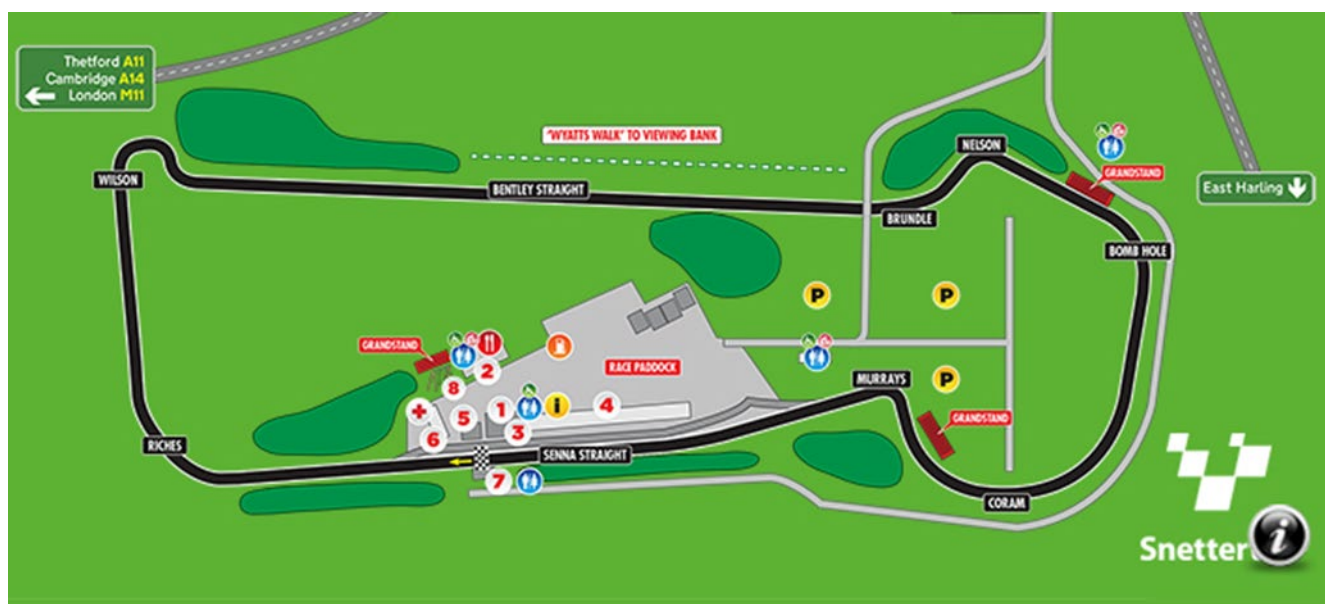 Thetford A11
Cambridge A14
London M11
'WYATTS WALK' TO VIEWING BANK
NELSON
GRANDSTAND
WILSON
BENTLEY STRAIGHT
East Harling
BRUNDLE
BOMB HOLE
P
P
GRANDSTAND
2
RACE PADDOCK
MURRAYS
P
8
1
i
4
5
3
6
GRANDSTAND
RICHES
SENNA STRAIGHT
7
CORAM
i